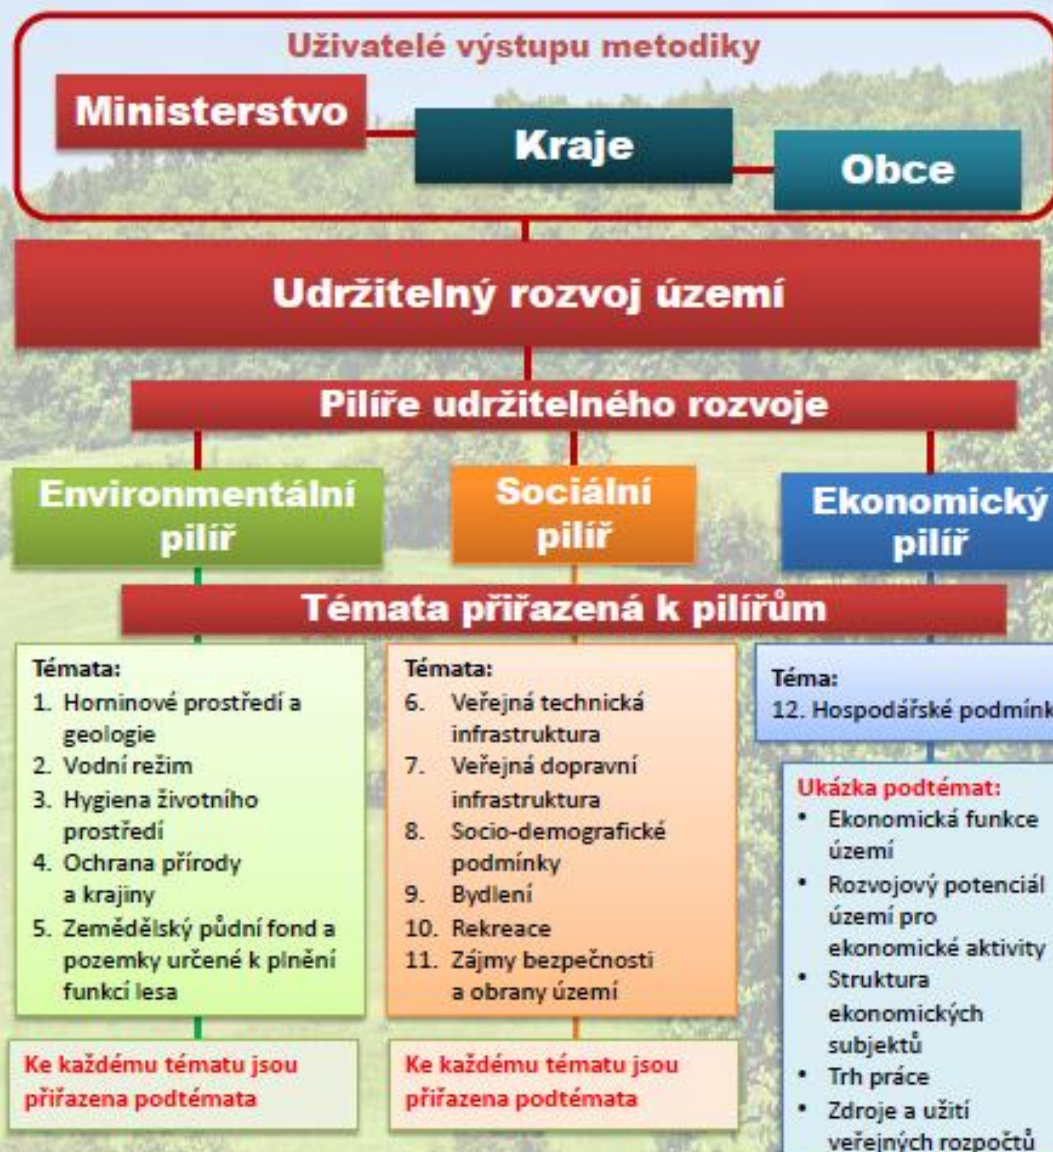 Uživatelé výstupu metodiky
Ministerstvo
Kraje
Obce
Udržitelný rozvoj území
Pilíře udržitelného rozvoje
Environmentální
pilíř
Sociální
pilíř
Ekonomický
pilíř
Témata přiřazená k pilířům
Témata:
1. Horninové prostředí a
geologie
2. Vodní režim
3. Hygiena životního
prostředí
4. Ochrana přírody
a krajiny
5. Zemědělský půdní fond a
pozemky určené k plnění
funkcí lesa
Ke každému tématu jsou
přiřazena podtémata
Témata:
6. Veřejná technická
infrastruktura
7. Veřejná dopravní
infrastruktura
8. Socio-demografické
podmínky
9. Bydlení
10. Rekreace
11. Zájmy bezpečnosti
a obrany území
Ke každému tématu jsou
přiřazena podtémata
Téma:
12. Hospodářské podmínk
Ukázka podtémat:
• Ekonomická funkce
území
• Rozvojový potenciál
území pro
ekonomické aktivity
• Struktura
ekonomických
subjektů
• Trh práce
• Zdroje a užití
veřejných rozpočtů